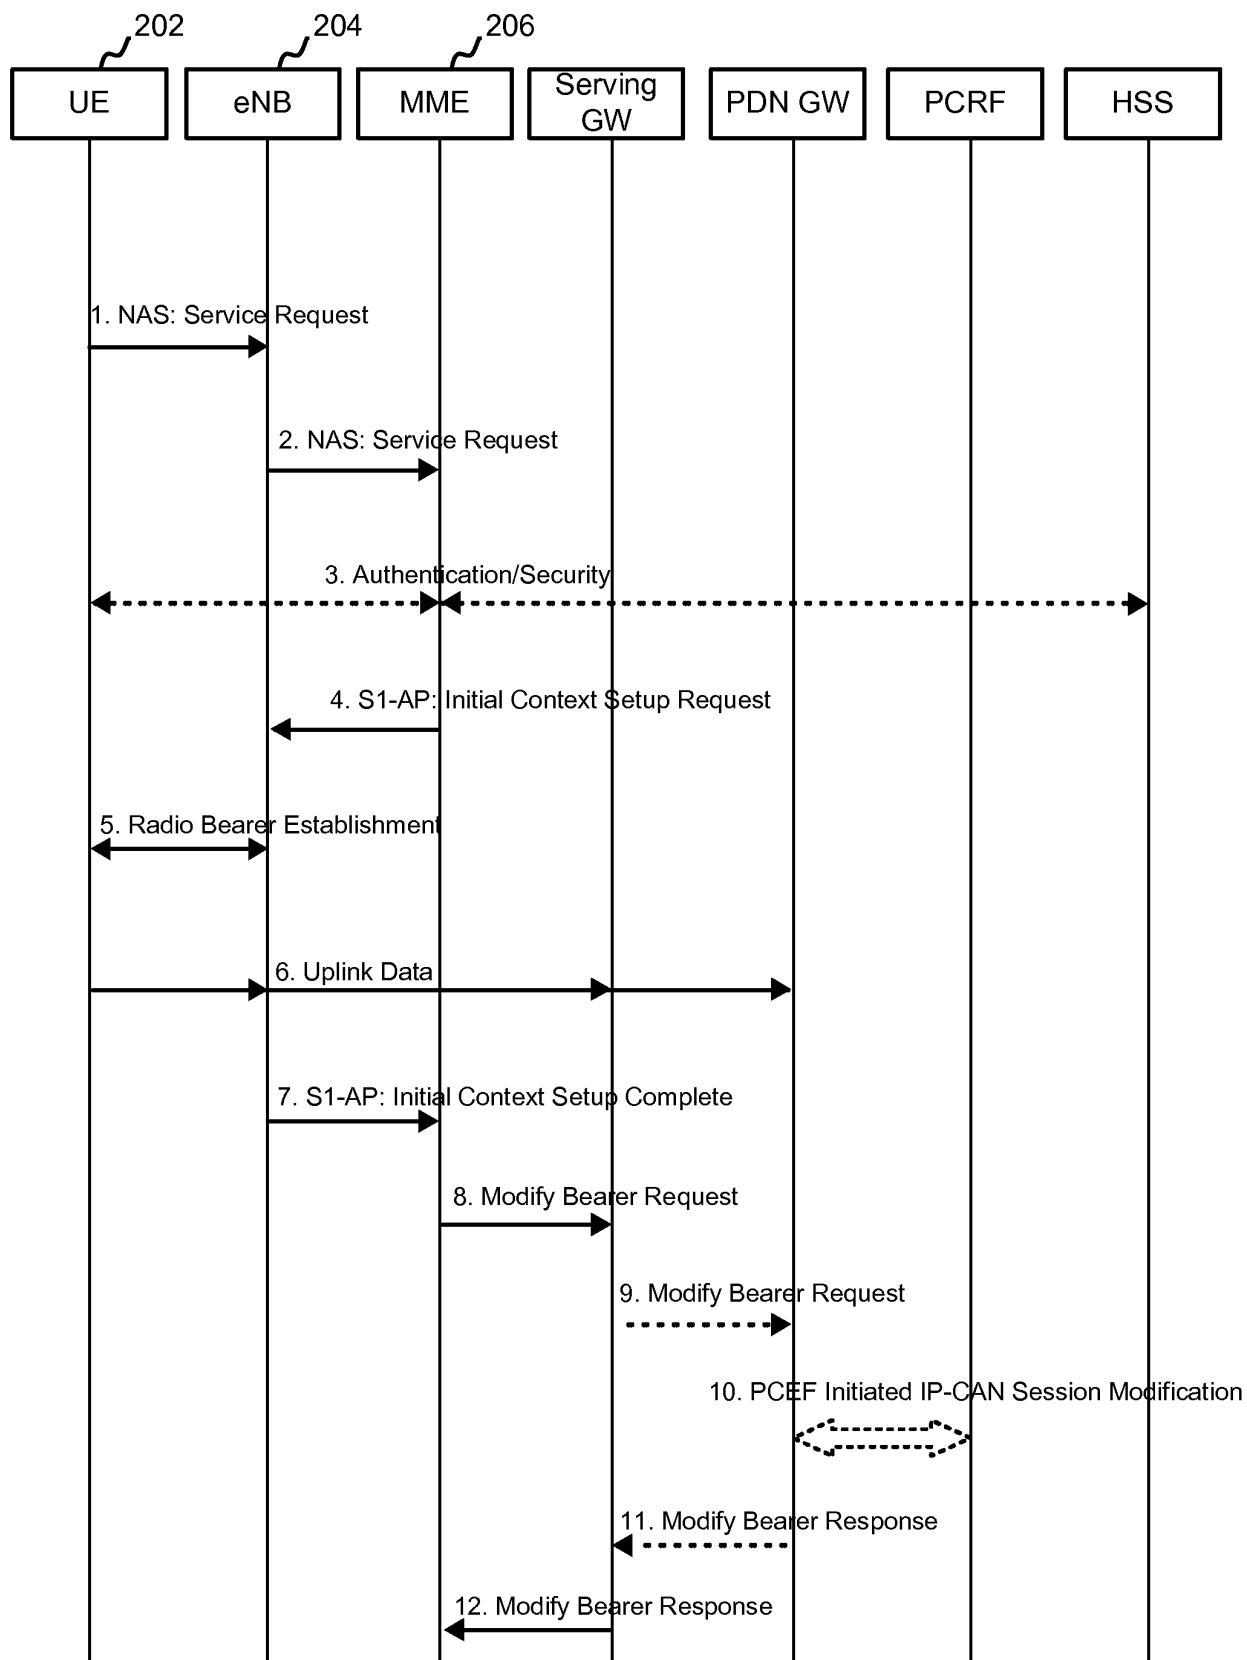 202
204
206
UE
eNB
MME
Serving
GW
PDN GW
PCRF
HSS
1. NAS: Service Request
2. NAS: Service Request
3. Authentication/Security
4. S1-AP: Initial Context Setup Request
5. Radio Bearer Establishment
6. Uplink Data
7. S1-AP: Initial Context Setup Complete
8. Modify Bearer Request
9. Modify Bearer Request
10. PCEF Initiated IP-CAN Session Modification
11. Modify Bearer Response
12. Modify Bearer Response